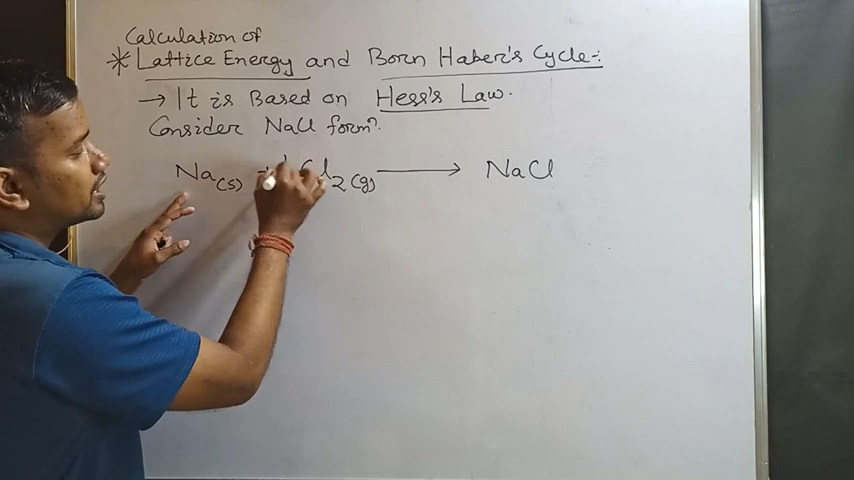 Calculation of
* Lattice Energy and Born Haber's Cycle:-
→ It is Based on Hess's Law.
Consider NaCl formⁿ.
Na(s) + Cl2(g) ⟶ NaCl